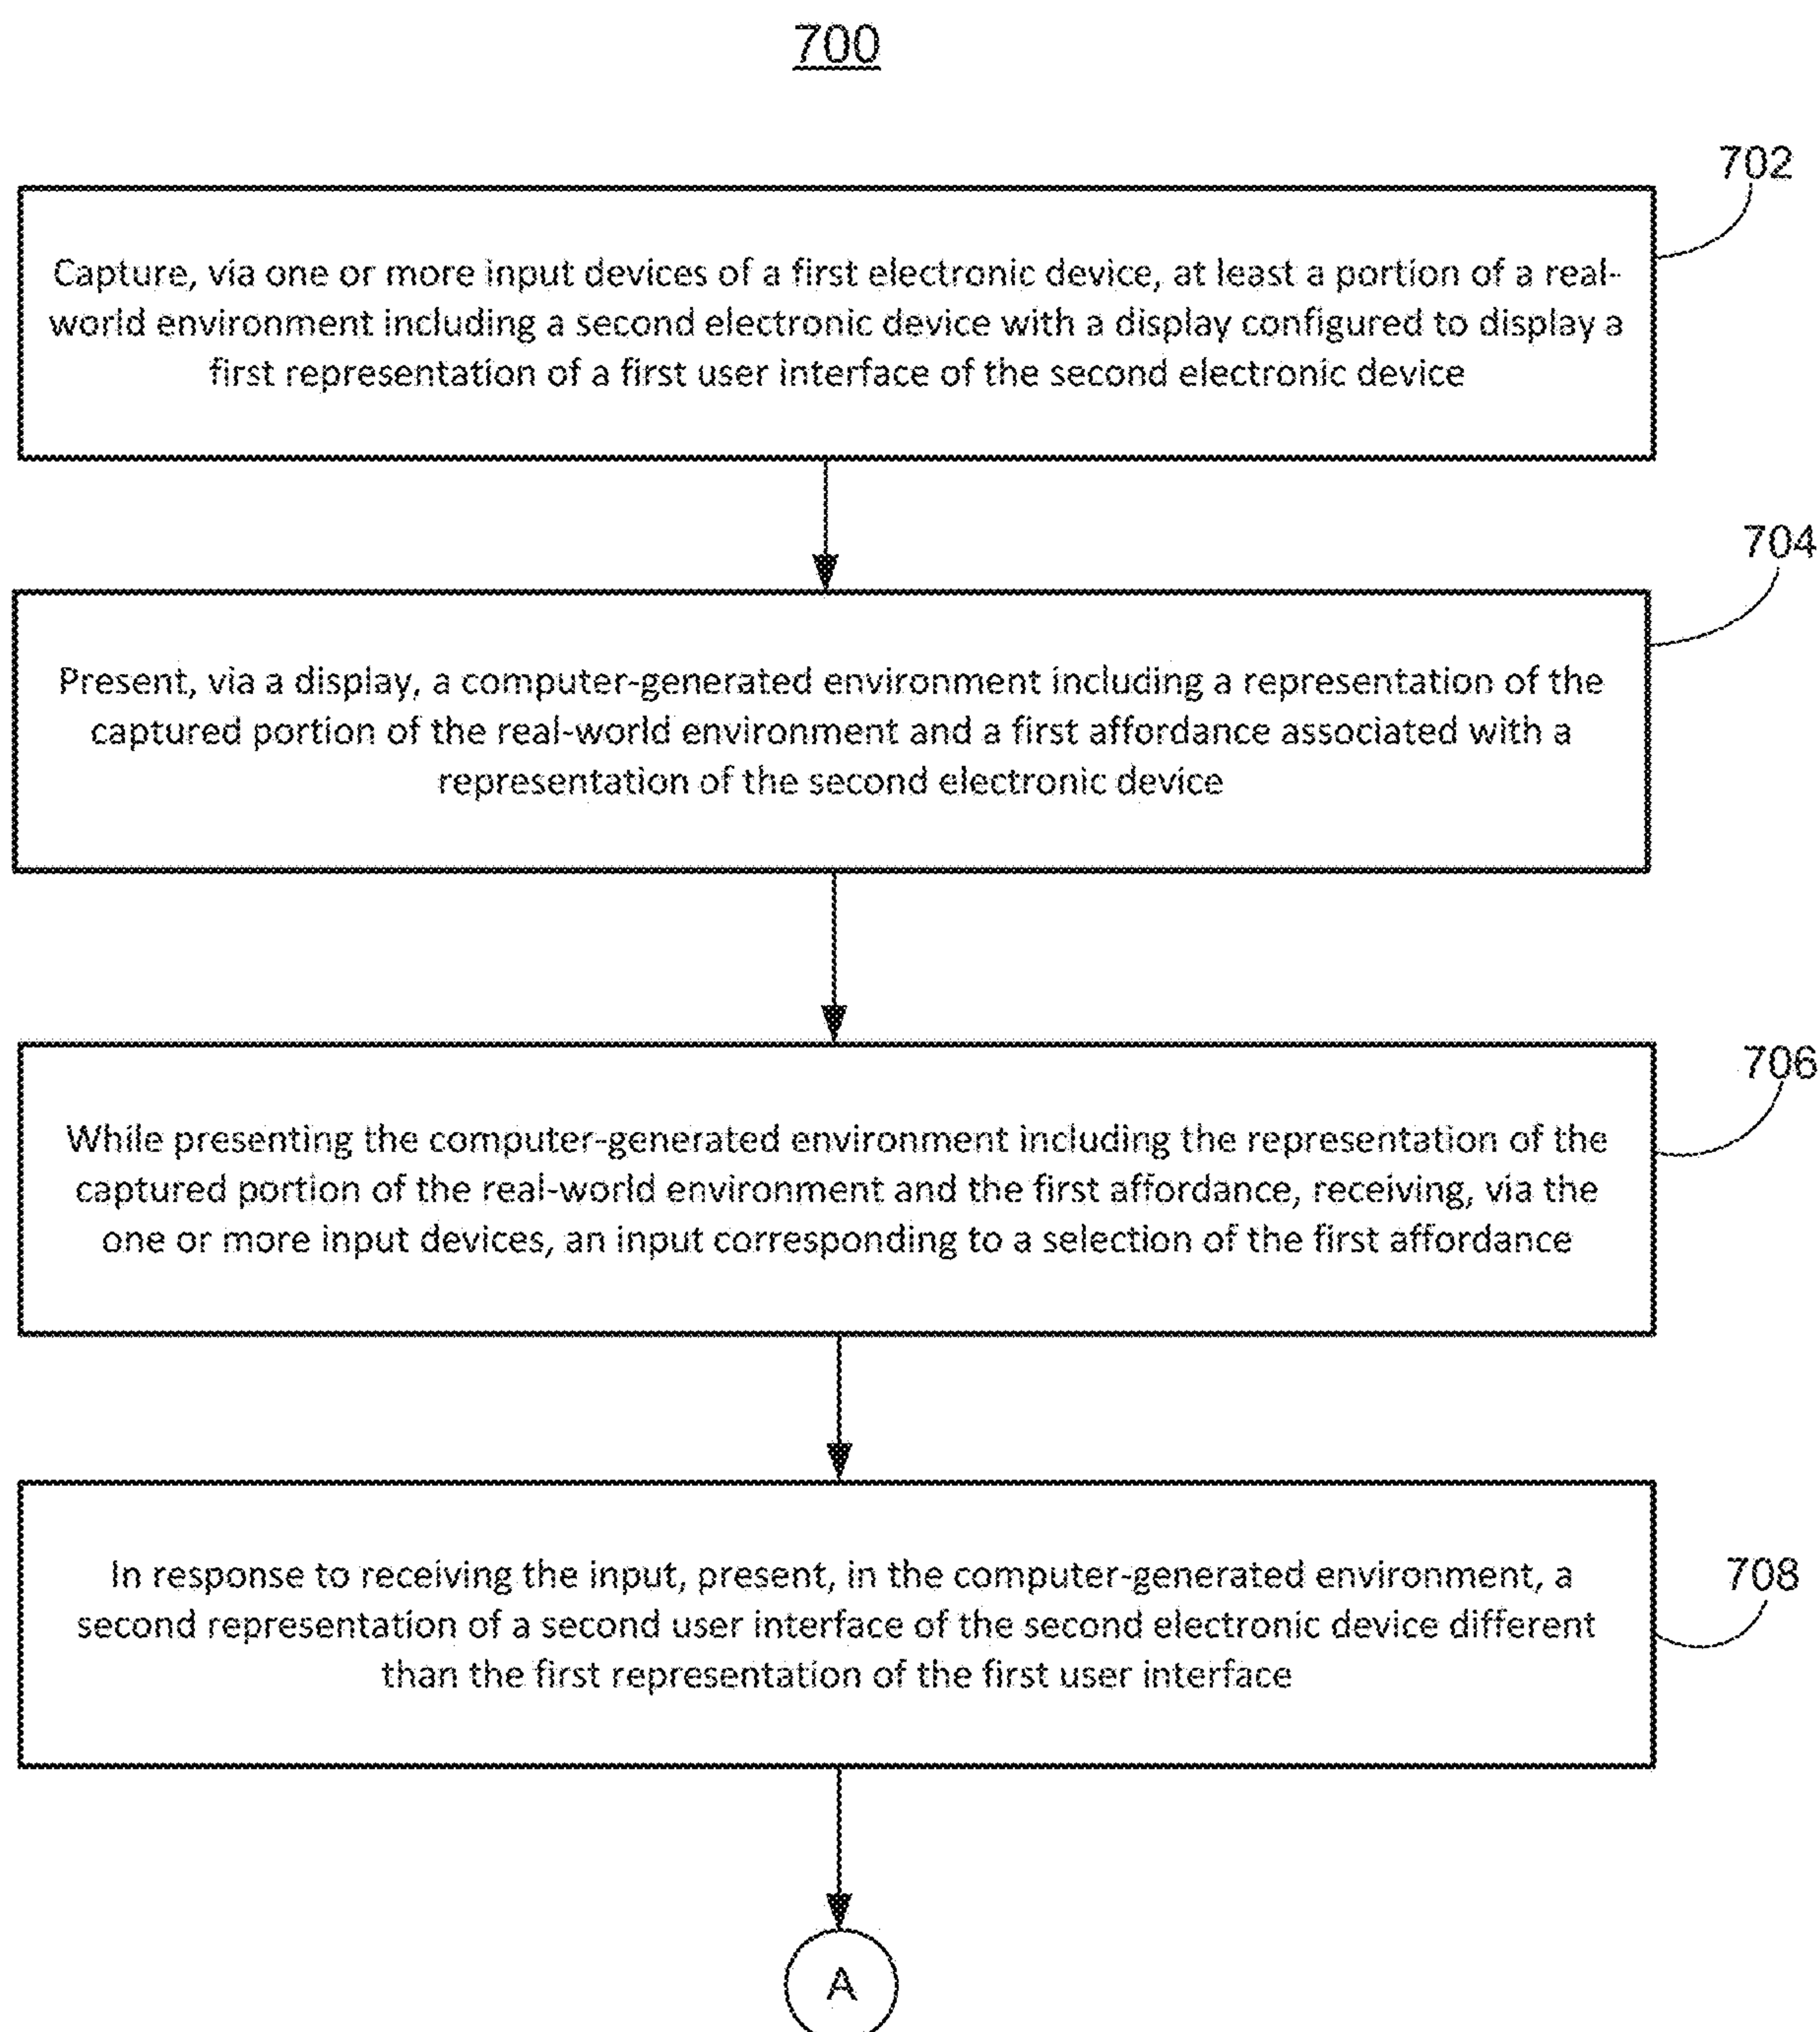 700
702
Capture, via one or more input devices of a first electronic device, at least a portion of a real-
world environment including a second electronic device with a display configured to display a
first representation of a first user interface of the second electronic device
704
Present, via a display, a computer-generated environment including a representation of the
captured portion of the real-world environment and a first affordance associated with a
representation of the second electronic device
706
While presenting the computer-generated environment including the representation of the
captured portion of the real-world environment and the first affordance, receiving, via the
one or more input devices, an input corresponding to a selection of the first affordance
708
In response to receiving the input, present, in the computer-generated environment, a
second representation of a second user interface of the second electronic device different
than the first representation of the first user interface
A